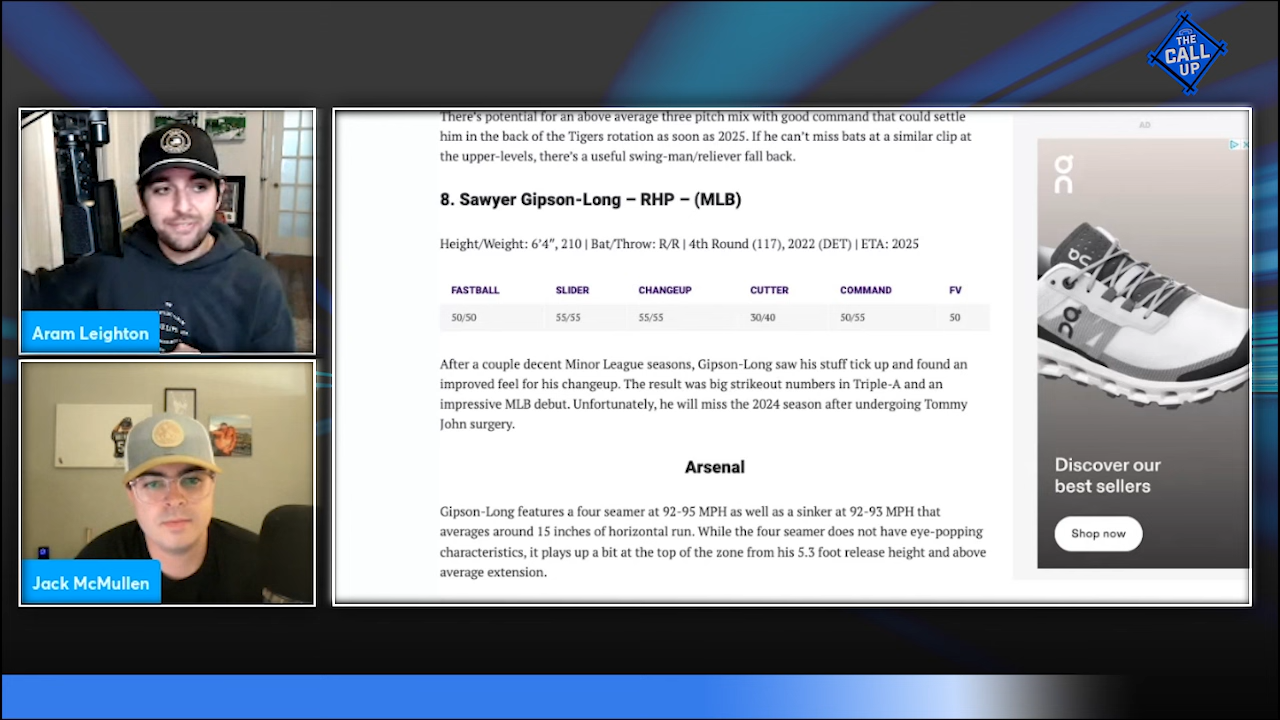 THE
CALL
UP
Aram Leighton
Jack McMullen
There's potential for an above average three pitch mix with good command that could settle
him in the back of the Tigers rotation as soon as 2025. If he can't miss bats at a similar clip at
the upper-levels, there's a useful swing-man/reliever fall back.
8. Sawyer Gipson-Long – RHP – (MLB)
Height/Weight: 6'4″, 210 | Bat/Throw: R/R | 4th Round (117), 2022 (DET) | ETA: 2025
FASTBALL SLIDER CHANGEUP CUTTER COMMAND FV
50/50 55/55 55/55 30/40 50/55 50
After a couple decent Minor League seasons, Gipson-Long saw his stuff tick up and found an
improved feel for his changeup. The result was big strikeout numbers in Triple-A and an
impressive MLB debut. Unfortunately, he will miss the 2024 season after undergoing Tommy
John surgery.
Arsenal
Gipson-Long features a four seamer at 92-95 MPH as well as a sinker at 92-93 MPH that
averages around 15 inches of horizontal run. While the four seamer does not have eye-popping
characteristics, it plays up a bit at the top of the zone from his 5.3 foot release height and above
average extension.
AD
on
on
on
Discover our
best sellers
Shop now